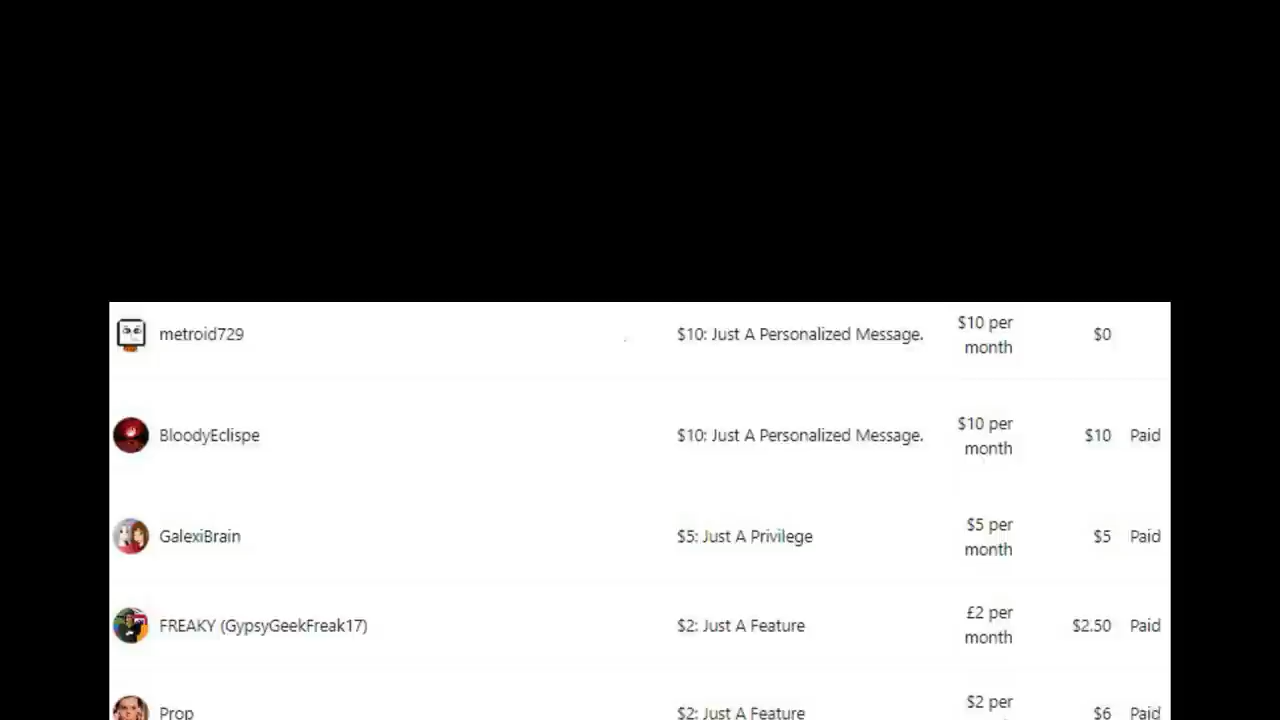 metroid729 $10: Just A Personalized Message. $10 per month $0
BloodyEclispe $10: Just A Personalized Message. $10 per month $10 Paid
GalexiBrain $5: Just A Privilege $5 per month $5 Paid
FREAKY (GypsyGeekFreak17) $2: Just A Feature £2 per month $2.50 Paid
Prop $2: Just A Feature $2 per $6 Paid